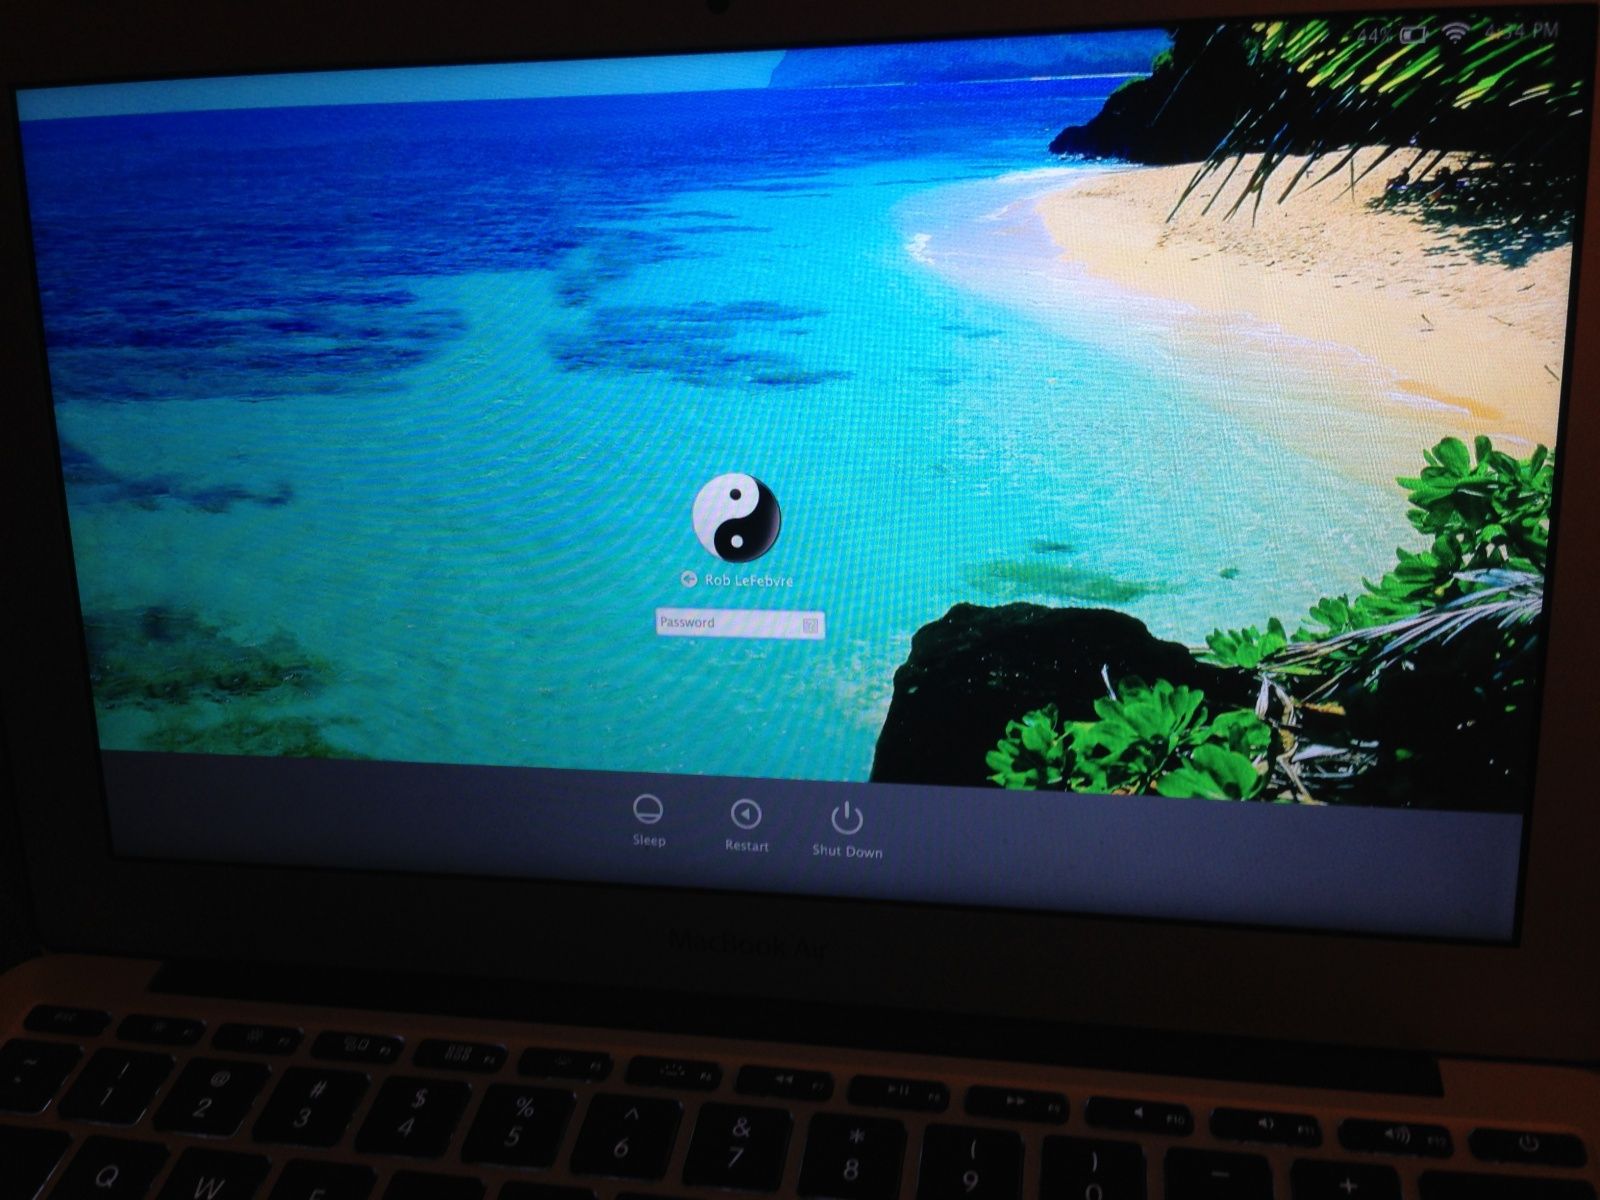 44% 4:34 PM
Rob LeFebvre
Password
Sleep Restart Shut Down
MacBook Air
esc F1 F2 F3 F4 F5 F6 F7 F8 F9 F10 F11 F12
~ ! @ # $ % ^ & * ( ) _ +
1 2 3 4 5 6 7 8 9 0
Q W